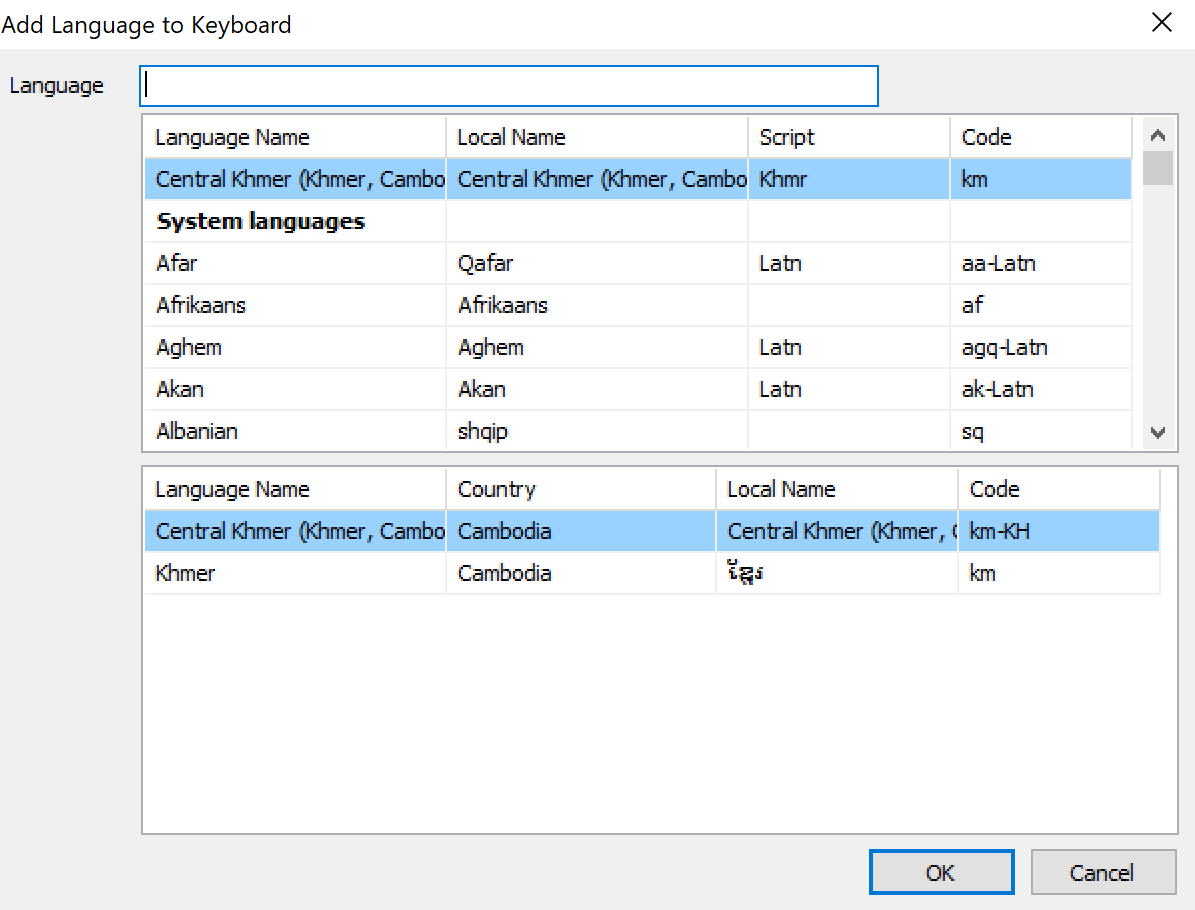 Add Language to Keyboard
Language
Language Name Local Name Script Code
Central Khmer (Khmer, Cambo Central Khmer (Khmer, Cambo Khmr km
System languages
Afar Qafar Latn aa-Latn
Afrikaans Afrikaans af
Aghem Aghem Latn agq-Latn
Akan Akan Latn ak-Latn
Albanian shqip sq
Language Name Country Local Name Code
Central Khmer (Khmer, Cambo Cambodia Central Khmer (Khmer, km-KH
Khmer Cambodia ខ្មែរ km
OK Cancel